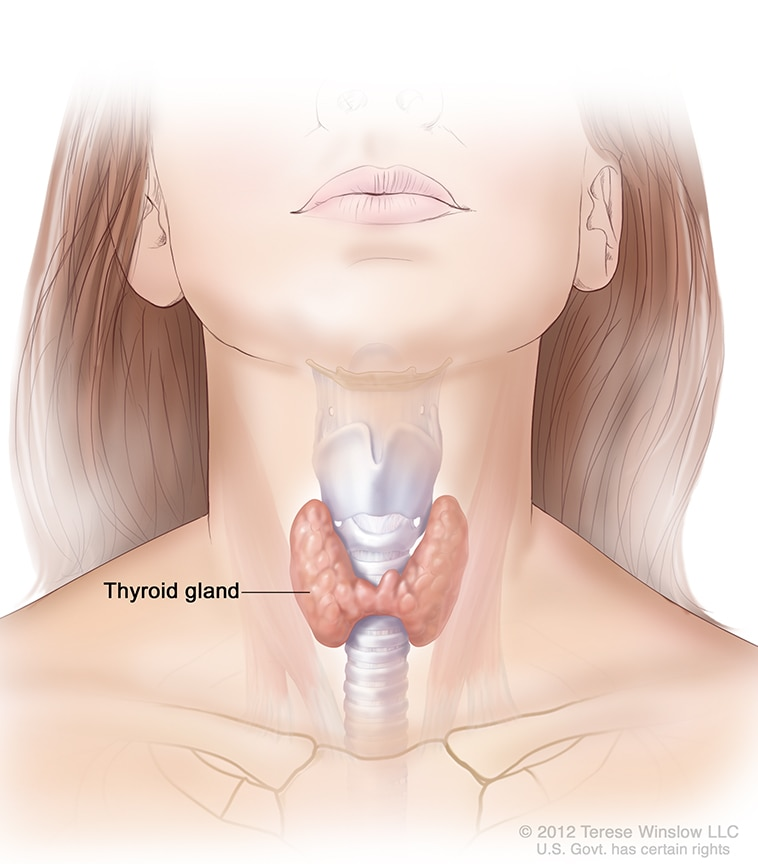 Thyroid gland
© 2012 Terese Winslow LLC
U.S. Govt. has certain rights